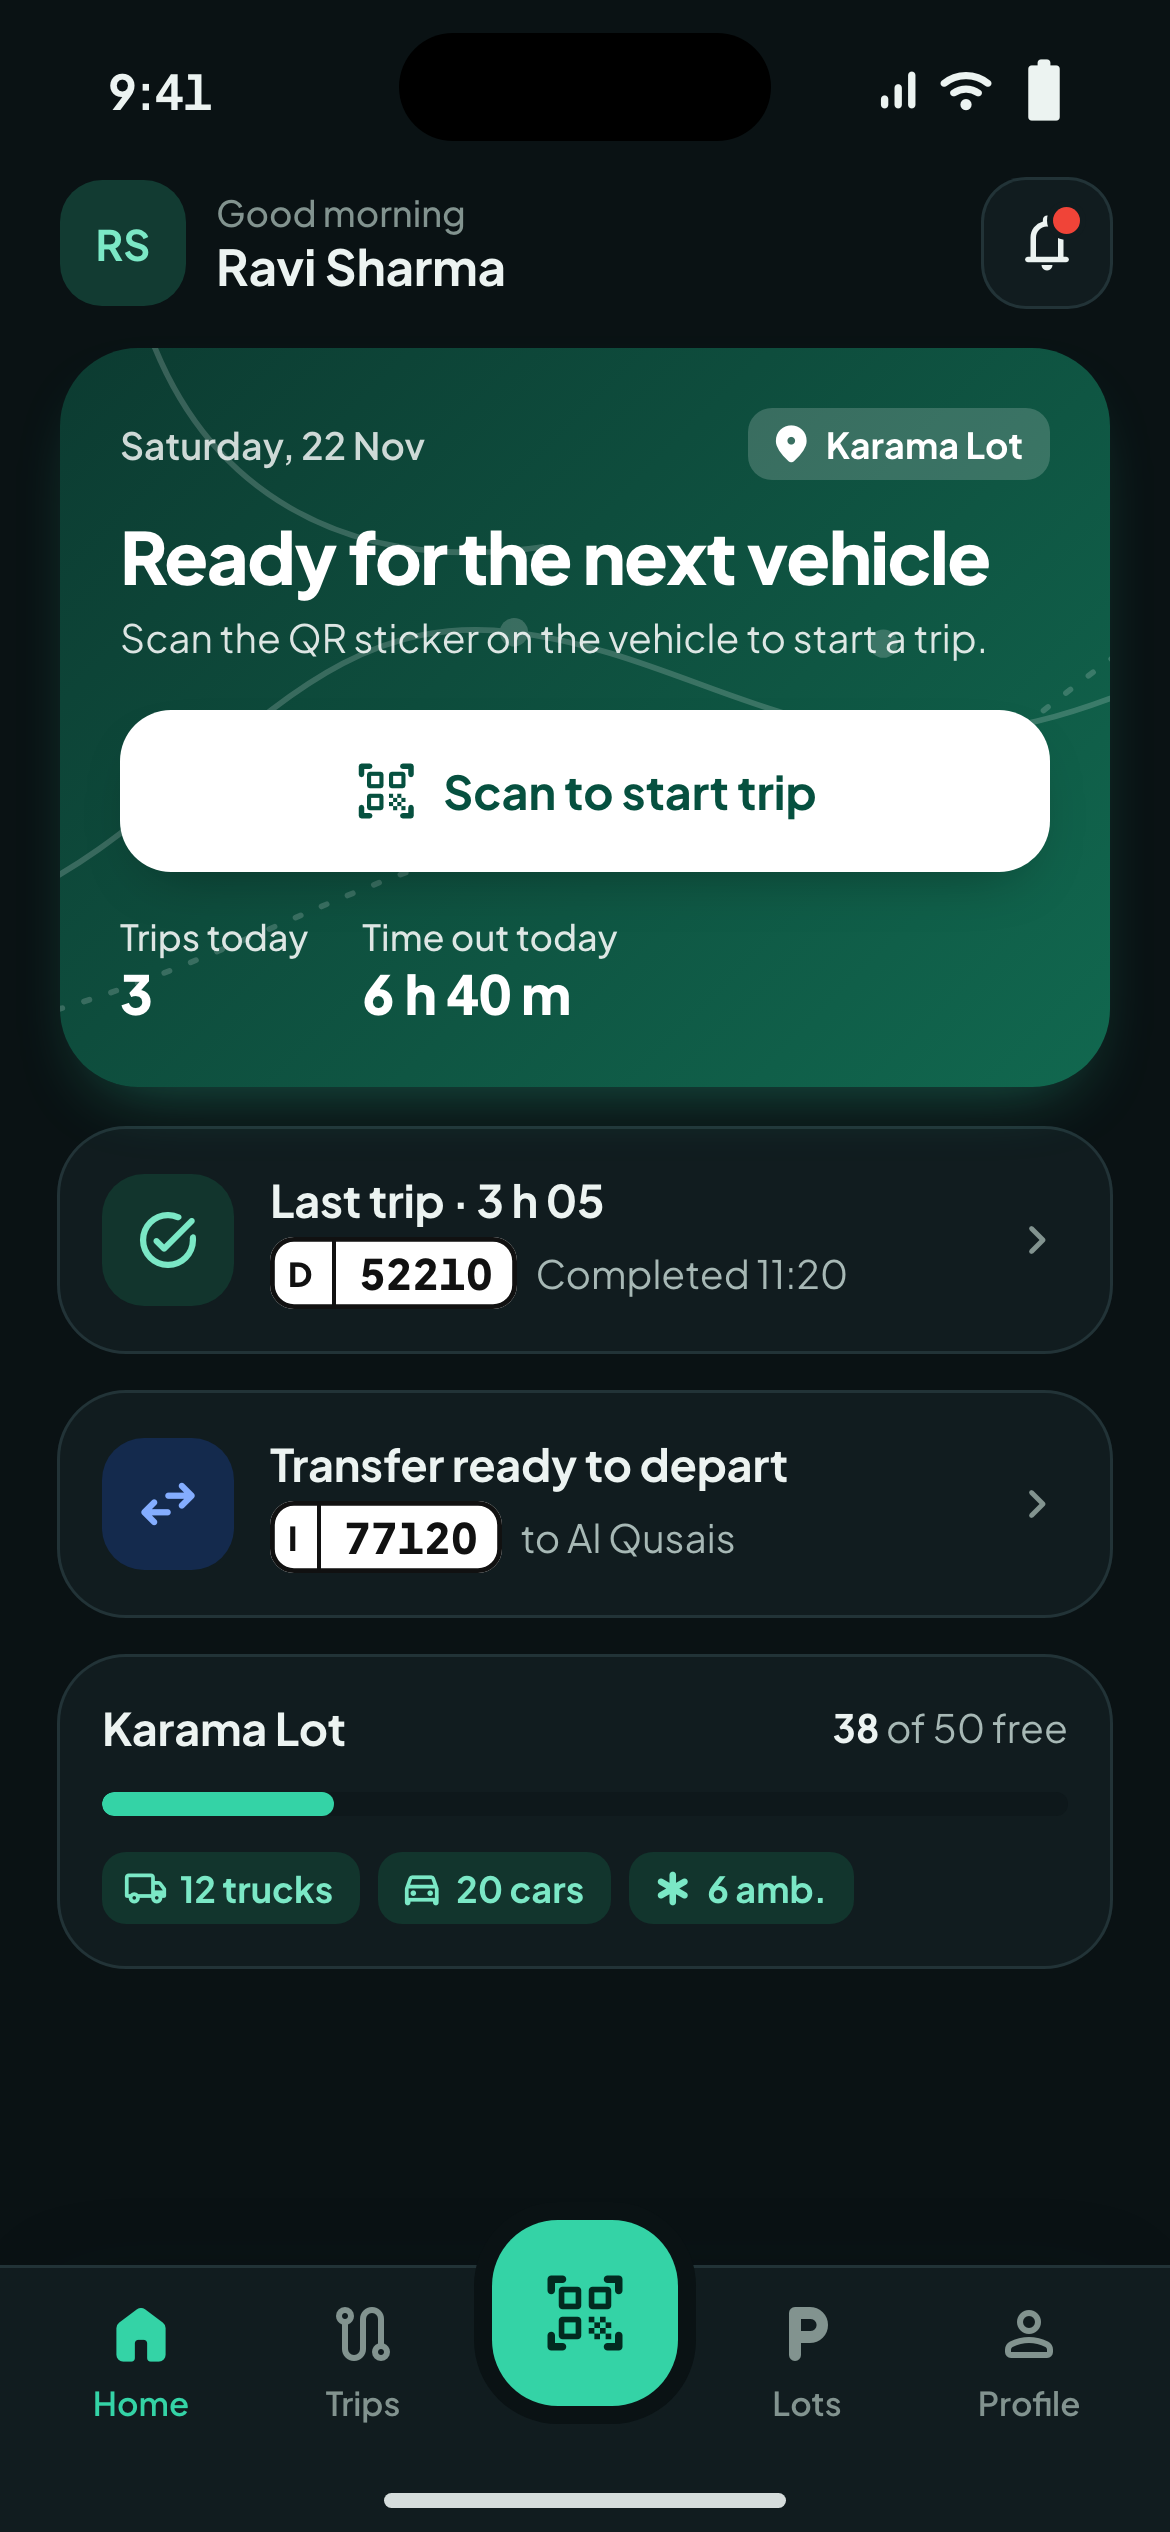 9:41
RS
Good morning
Ravi Sharma
Saturday, 22 Nov
Karama Lot
Ready for the next vehicle
Scan the QR sticker on the vehicle to start a trip.
Scan to start trip
Trips today
3
Time out today
6 h 40 m
Last trip · 3 h 05
D 52210 Completed 11:20
Transfer ready to depart
I 77120 to Al Qusais
Karama Lot
38 of 50 free
12 trucks
20 cars
6 amb.
Home
Trips
Lots
Profile